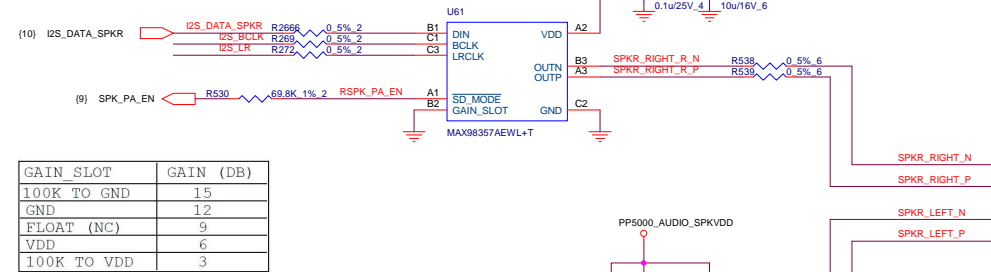 0.1u/25V_4 10u/16V_6
U61
{10} I2S_DATA_SPKR I2S_DATA_SPKR R2666 0_5%_2 B1 DIN VDD A2
I2S_BCLK R269 0_5%_2 C1 BCLK
I2S_LR R272 0_5%_2 C3 LRCLK
OUTN B3 SPKR_RIGHT_R_N R538 0_5%_6
OUTP A3 SPKR_RIGHT_R_P R539 0_5%_6
{9} SPK_PA_EN R530 69.8K_1%_2 RSPK_PA_EN A1 SD_MODE
B2 GAIN_SLOT GND C2
MAX98357AEWL+T
SPKR_RIGHT_N
SPKR_RIGHT_P
GAIN_SLOT GAIN (DB)
100K TO GND 15
GND 12
FLOAT (NC) 9
VDD 6
100K TO VDD 3
SPKR_LEFT_N
PP5000_AUDIO_SPKVDD
SPKR_LEFT_P